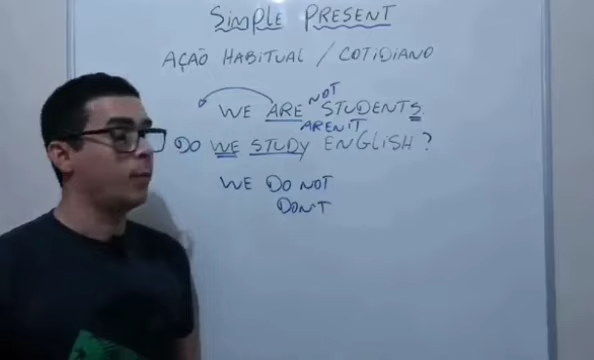 SIMPLE PRESENT
AÇÃO HABITUAL / COTIDIANO
NOT
WE ARE STUDENTS.
AREN'T
DO WE STUDY ENGLISH?
WE DO NOT
DON'T